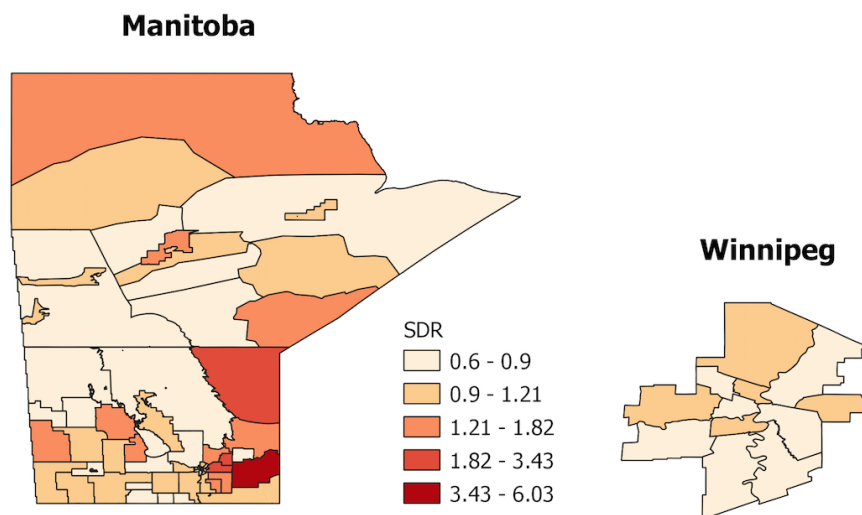 Manitoba
Winnipeg
SDR
0.6 - 0.9
0.9 - 1.21
1.21 - 1.82
1.82 - 3.43
3.43 - 6.03